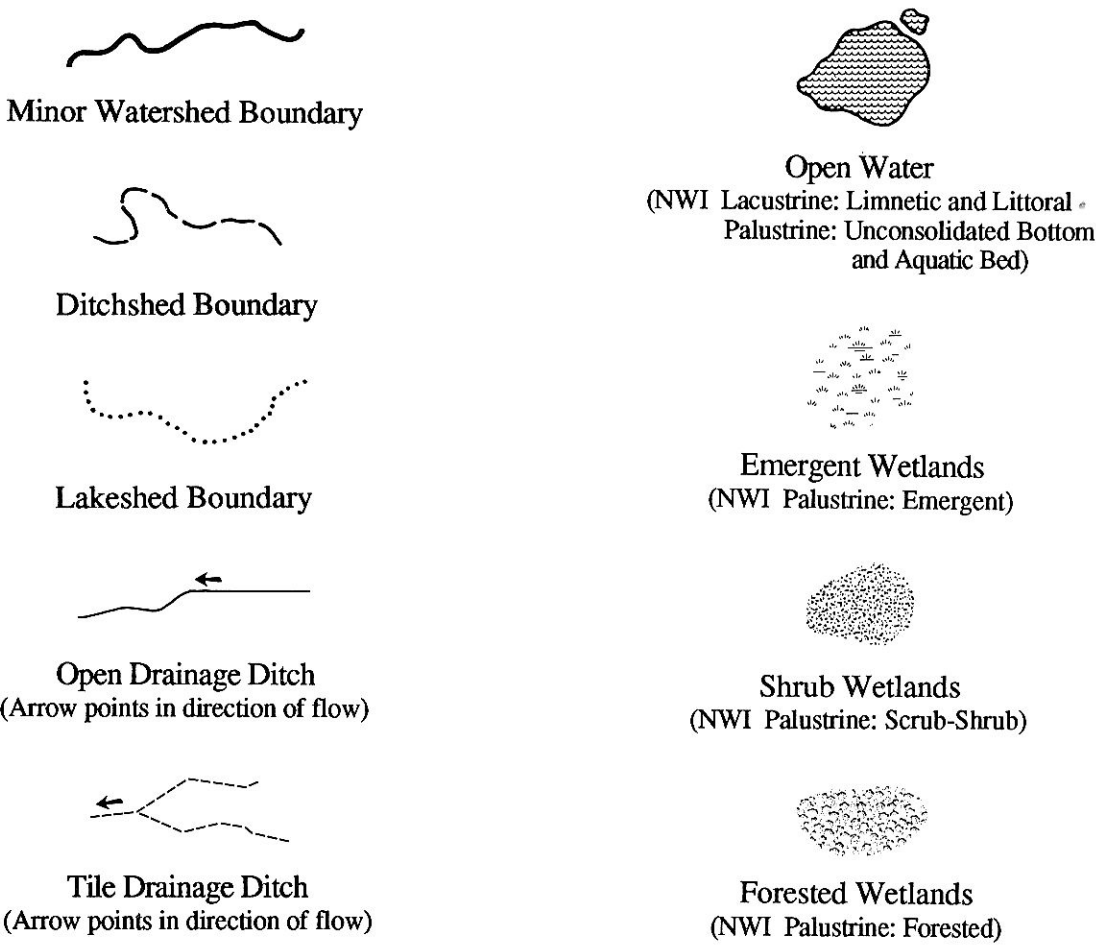 Minor Watershed Boundary
Ditchshed Boundary
Lakeshed Boundary
Open Drainage Ditch
(Arrow points in direction of flow)
Tile Drainage Ditch
(Arrow points in direction of flow)
Open Water
(NWI Lacustrine: Limnetic and Littoral
Palustrine: Unconsolidated Bottom
and Aquatic Bed)
Emergent Wetlands
(NWI Palustrine: Emergent)
Shrub Wetlands
(NWI Palustrine: Scrub-Shrub)
Forested Wetlands
(NWI Palustrine: Forested)